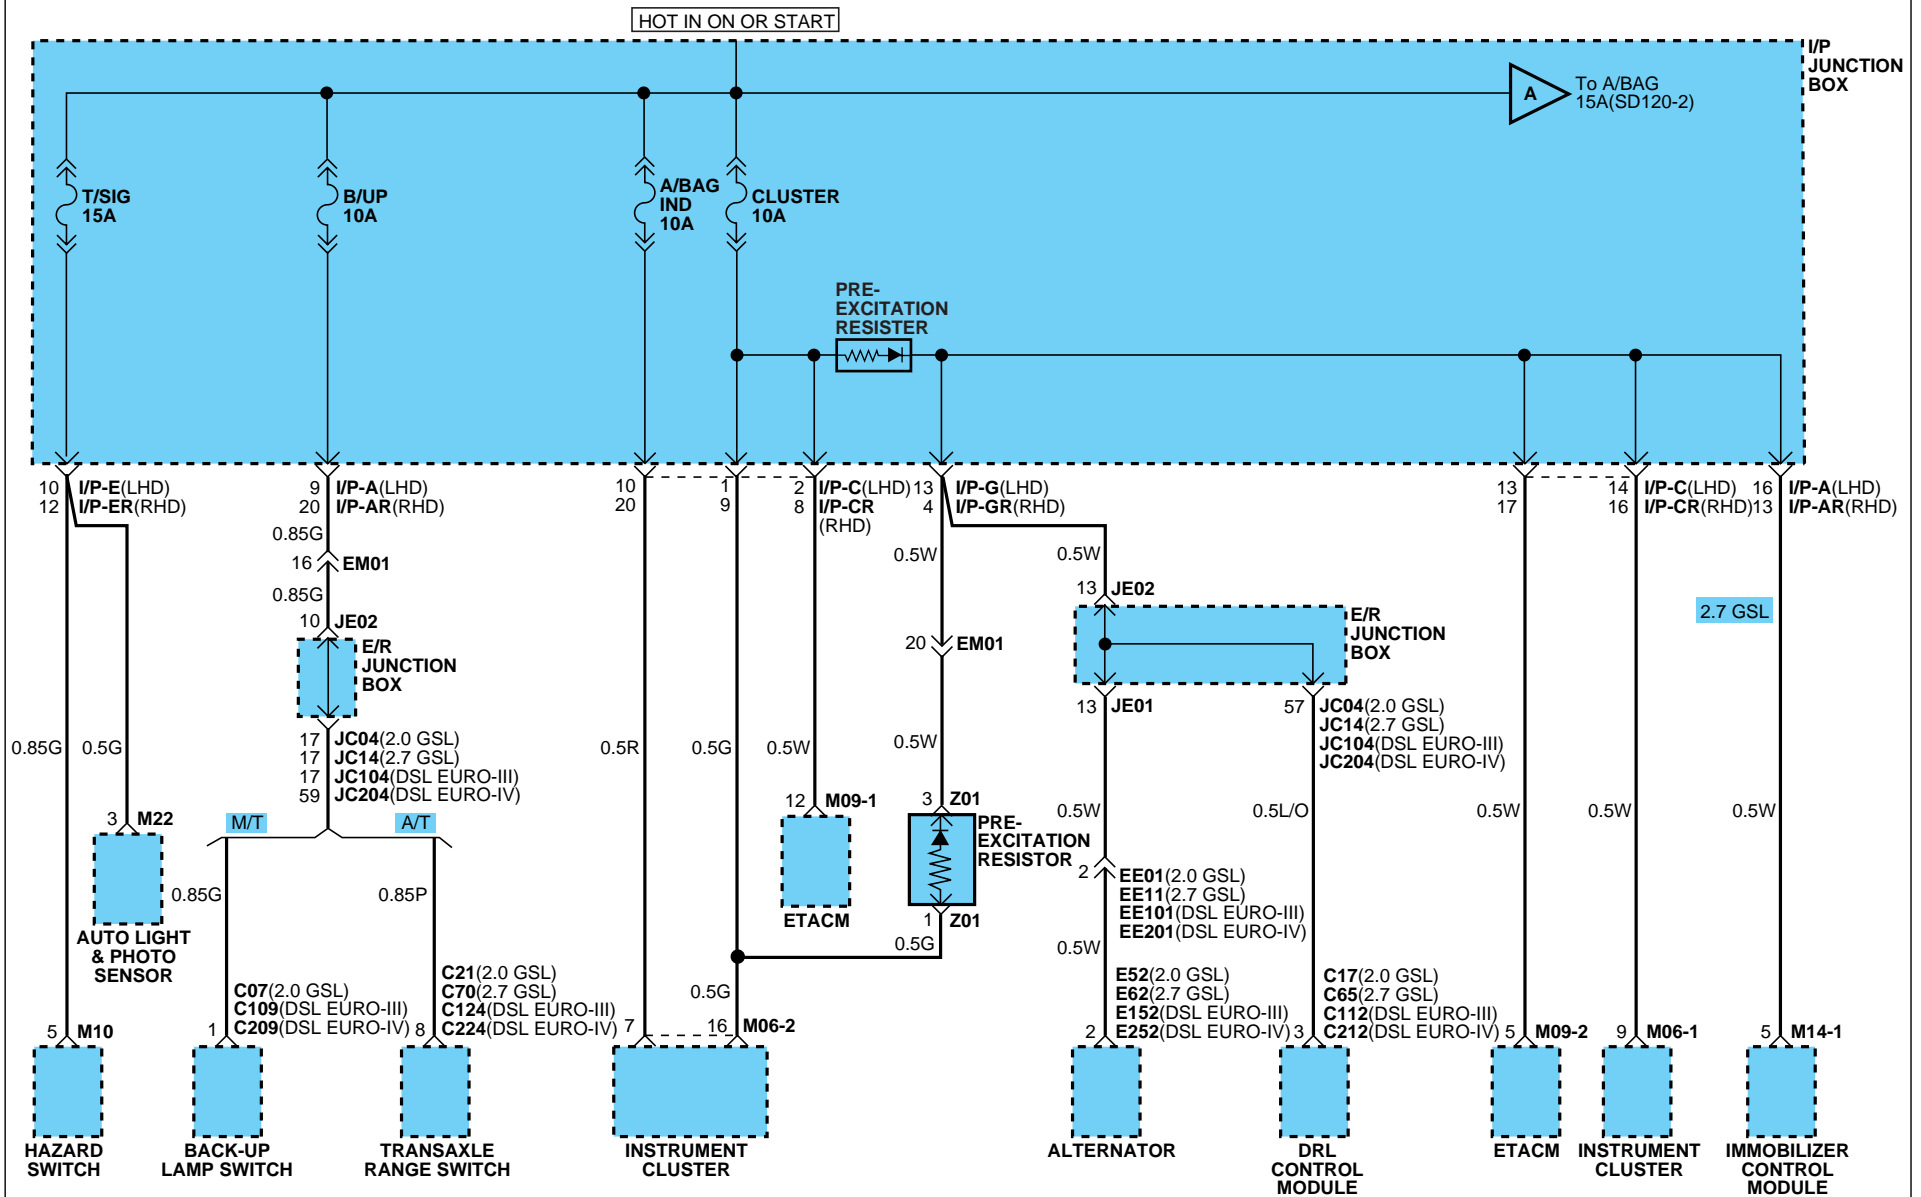 HOT IN ON OR START
I/P
JUNCTION
BOX
A
To A/BAG
15A(SD120-2)
T/SIG
15A
B/UP
10A
A/BAG
IND
10A
CLUSTER
10A
PRE-
EXCITATION
RESISTER
10 I/P-E(LHD)
12 I/P-ER(RHD)
9 I/P-A(LHD)
20 I/P-AR(RHD)
10
20
1
9
2 I/P-C(LHD)
8 I/P-CR
(RHD)
13 I/P-G(LHD)
4 I/P-GR(RHD)
13
17
14 I/P-C(LHD)
16 I/P-CR(RHD)
16 I/P-A(LHD)
13 I/P-AR(RHD)
0.85G
16 EM01
0.85G
10 JE02
E/R
JUNCTION
BOX
17 JC04(2.0 GSL)
17 JC14(2.7 GSL)
17 JC104(DSL EURO-III)
59 JC204(DSL EURO-IV)
M/T
A/T
0.85G
0.5G
3 M22
AUTO LIGHT
& PHOTO
SENSOR
0.85G
0.85P
C07(2.0 GSL)
C109(DSL EURO-III)
1 C209(DSL EURO-IV)
C21(2.0 GSL)
C70(2.7 GSL)
C124(DSL EURO-III)
8 C224(DSL EURO-IV)
5 M10
0.5R
0.5G
0.5W
12 M09-1
ETACM
0.5W
20 EM01
0.5W
3 Z01
PRE-
EXCITATION
RESISTOR
1 Z01
0.5G
0.5G
7
16 M06-2
0.5W
13 JE02
E/R
JUNCTION
BOX
13 JE01
57 JC04(2.0 GSL)
JC14(2.7 GSL)
JC104(DSL EURO-III)
JC204(DSL EURO-IV)
0.5W
0.5L/O
2 EE01(2.0 GSL)
EE11(2.7 GSL)
EE101(DSL EURO-III)
EE201(DSL EURO-IV)
0.5W
E52(2.0 GSL)
E62(2.7 GSL)
E152(DSL EURO-III)
2 E252(DSL EURO-IV)
C17(2.0 GSL)
C65(2.7 GSL)
C112(DSL EURO-III)
3 C212(DSL EURO-IV)
2.7 GSL
0.5W
0.5W
0.5W
5 M09-2
9 M06-1
5 M14-1
HAZARD
SWITCH
BACK-UP
LAMP SWITCH
TRANSAXLE
RANGE SWITCH
INSTRUMENT
CLUSTER
ALTERNATOR
DRL
CONTROL
MODULE
ETACM
INSTRUMENT
CLUSTER
IMMOBILIZER
CONTROL
MODULE